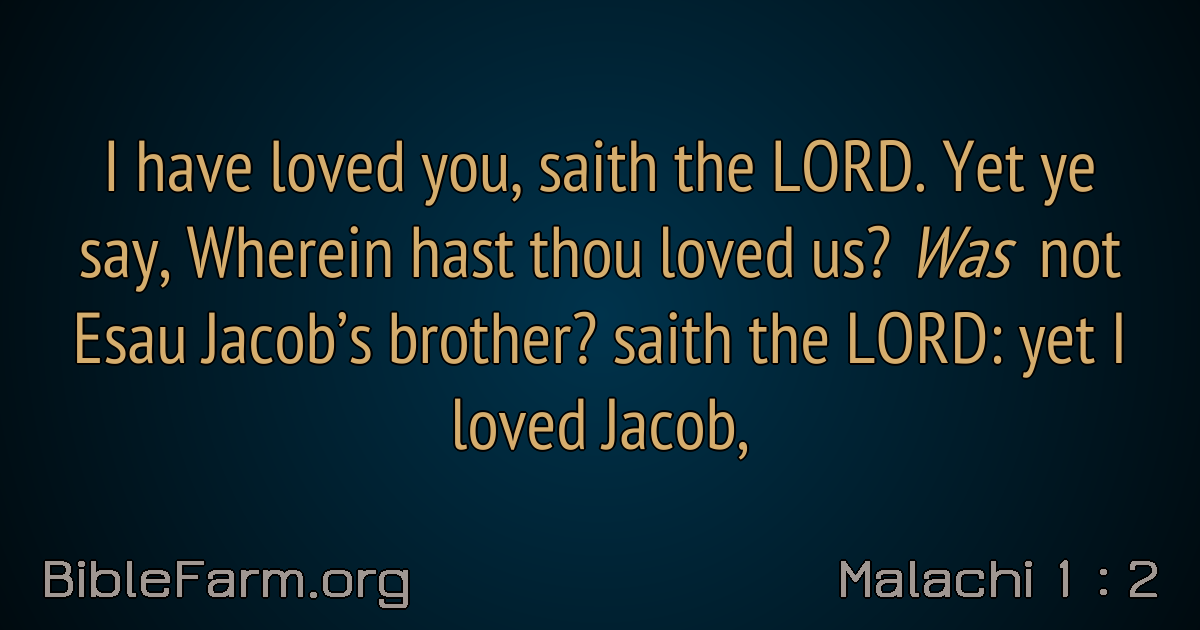 I have loved you, saith the LORD. Yet ye
say, Wherein hast thou loved us? Was not
Esau Jacob’s brother? saith the LORD: yet I
loved Jacob,
BibleFarm.org
Malachi 1 : 2